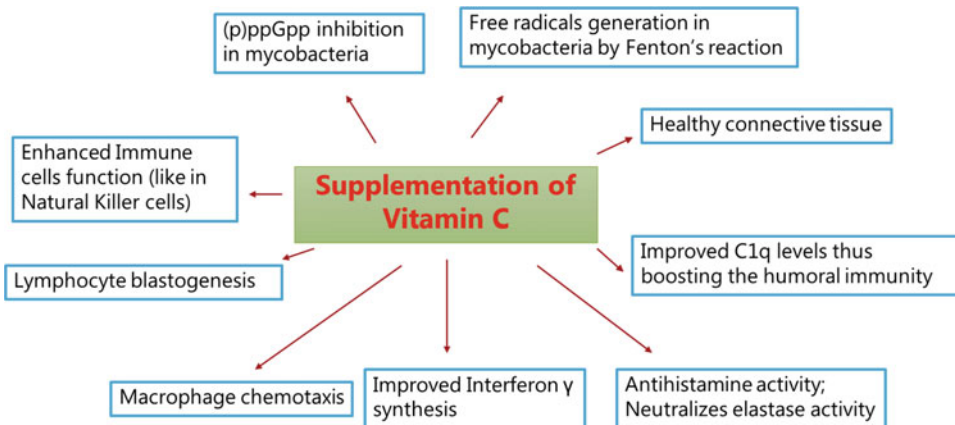 (p)ppGpp inhibition
in mycobacteria
Free radicals generation in
mycobacteria by Fenton's reaction
Healthy connective tissue
Enhanced Immune
cells function (like in
Natural Killer cells)
Supplementation of
Vitamin C
Improved C1q levels thus
boosting the humoral immunity
Lymphocyte blastogenesis
Macrophage chemotaxis
Improved Interferon γ
synthesis
Antihistamine activity;
Neutralizes elastase activity